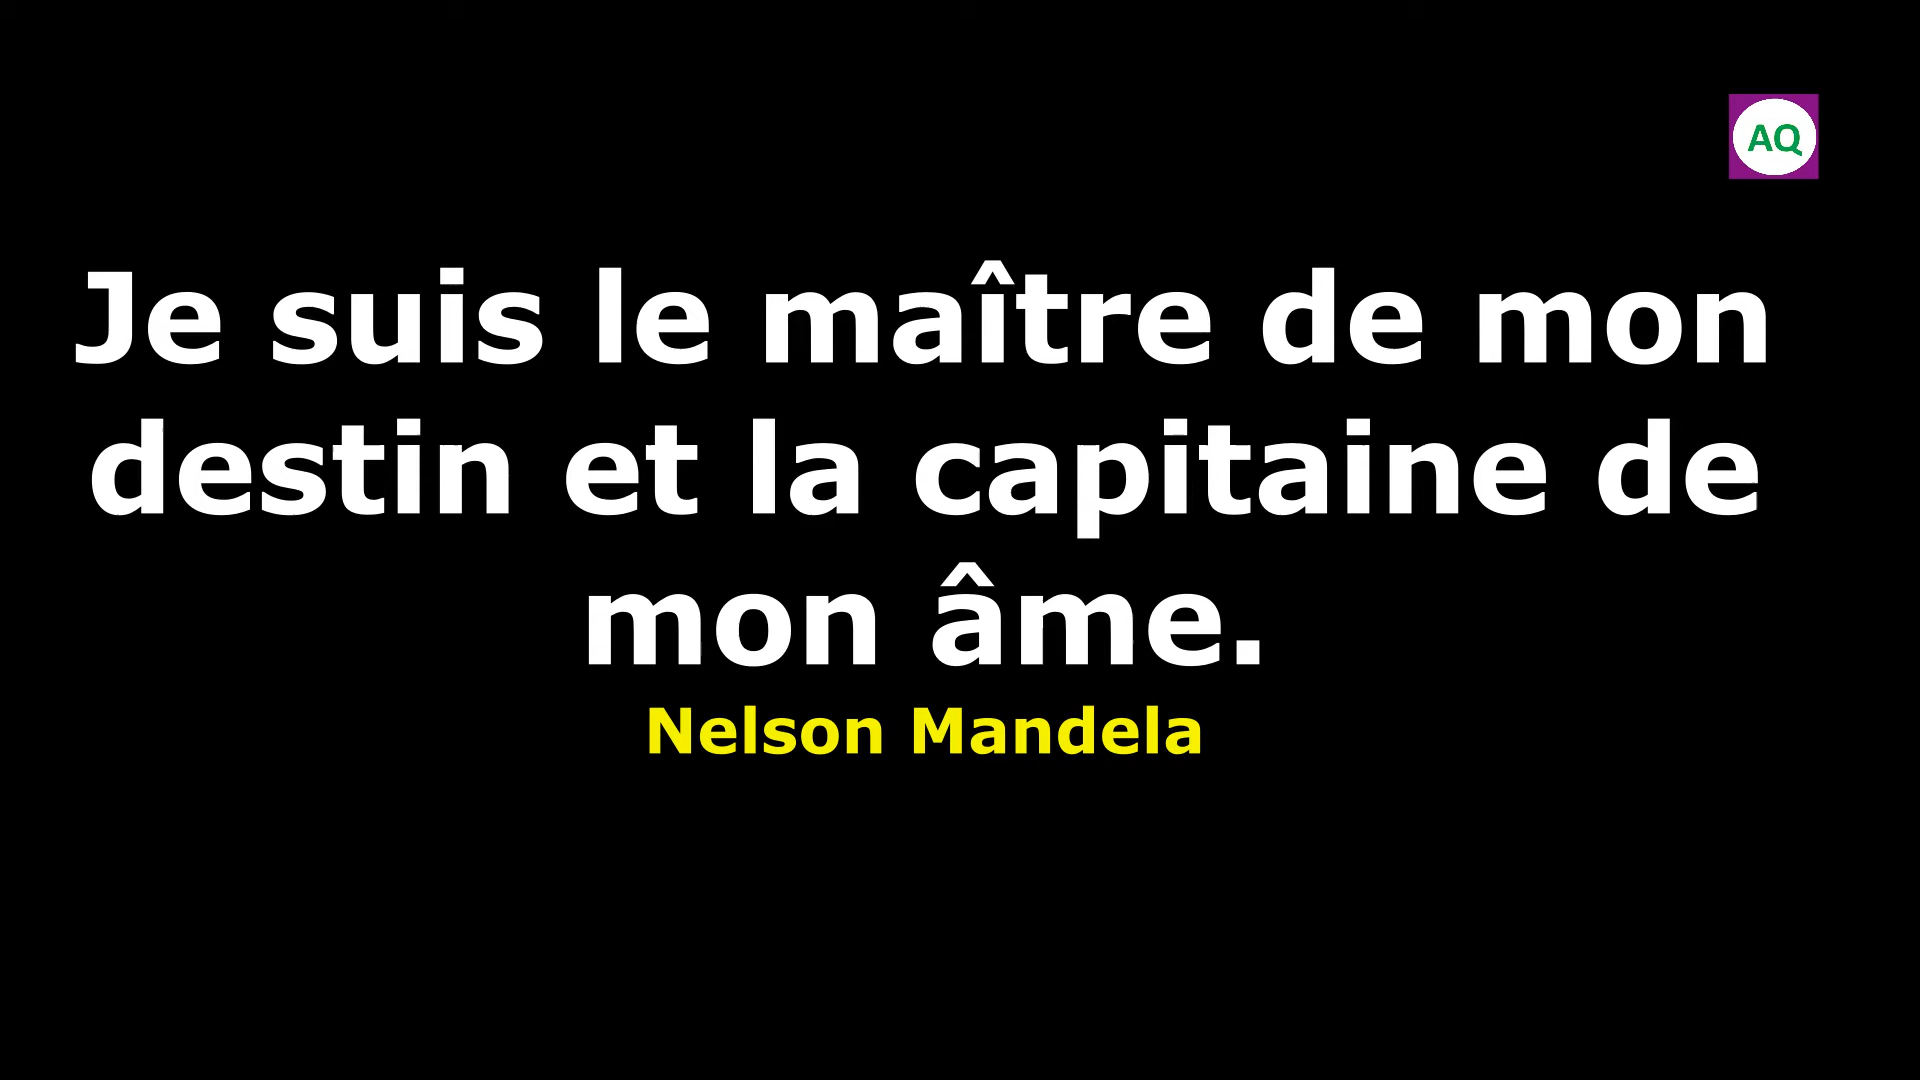 AQ
Je suis le maître de mon
destin et la capitaine de
mon âme.
Nelson Mandela